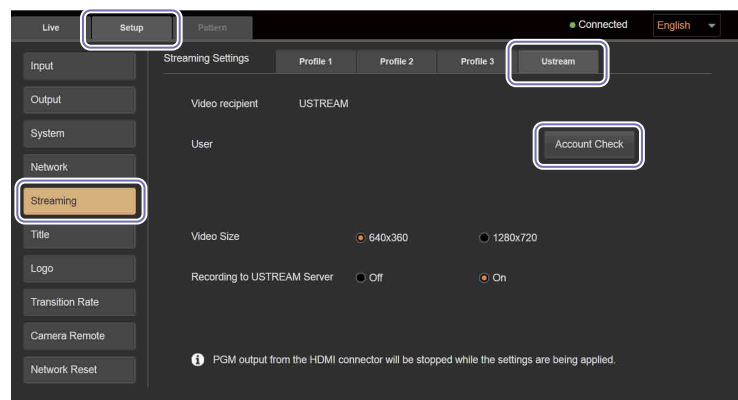 Live Setup Pattern Connected English
Streaming Settings Profile 1 Profile 2 Profile 3 Ustream
Input
Output
System
Network
Streaming
Title
Logo
Transition Rate
Camera Remote
Network Reset
Video recipient USTREAM
User Account Check
Video Size 640x360 1280x720
Recording to USTREAM Server Off On
PGM output from the HDMI connector will be stopped while the settings are being applied.